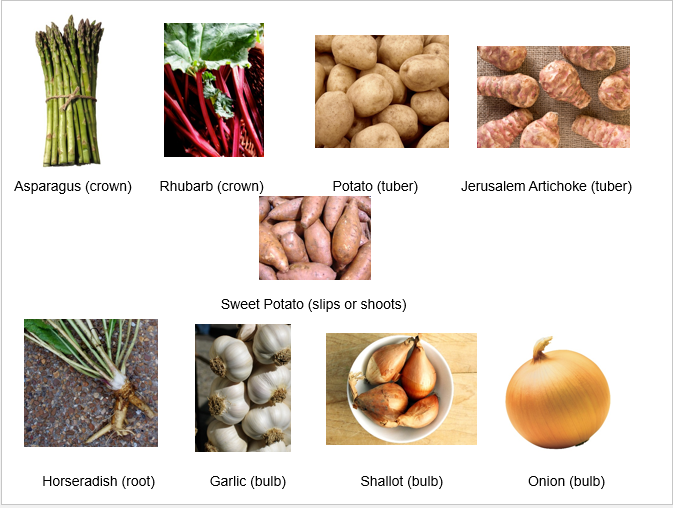 Asparagus (crown)
Rhubarb (crown)
Potato (tuber)
Jerusalem Artichoke (tuber)
Sweet Potato (slips or shoots)
Horseradish (root)
Garlic (bulb)
Shallot (bulb)
Onion (bulb)